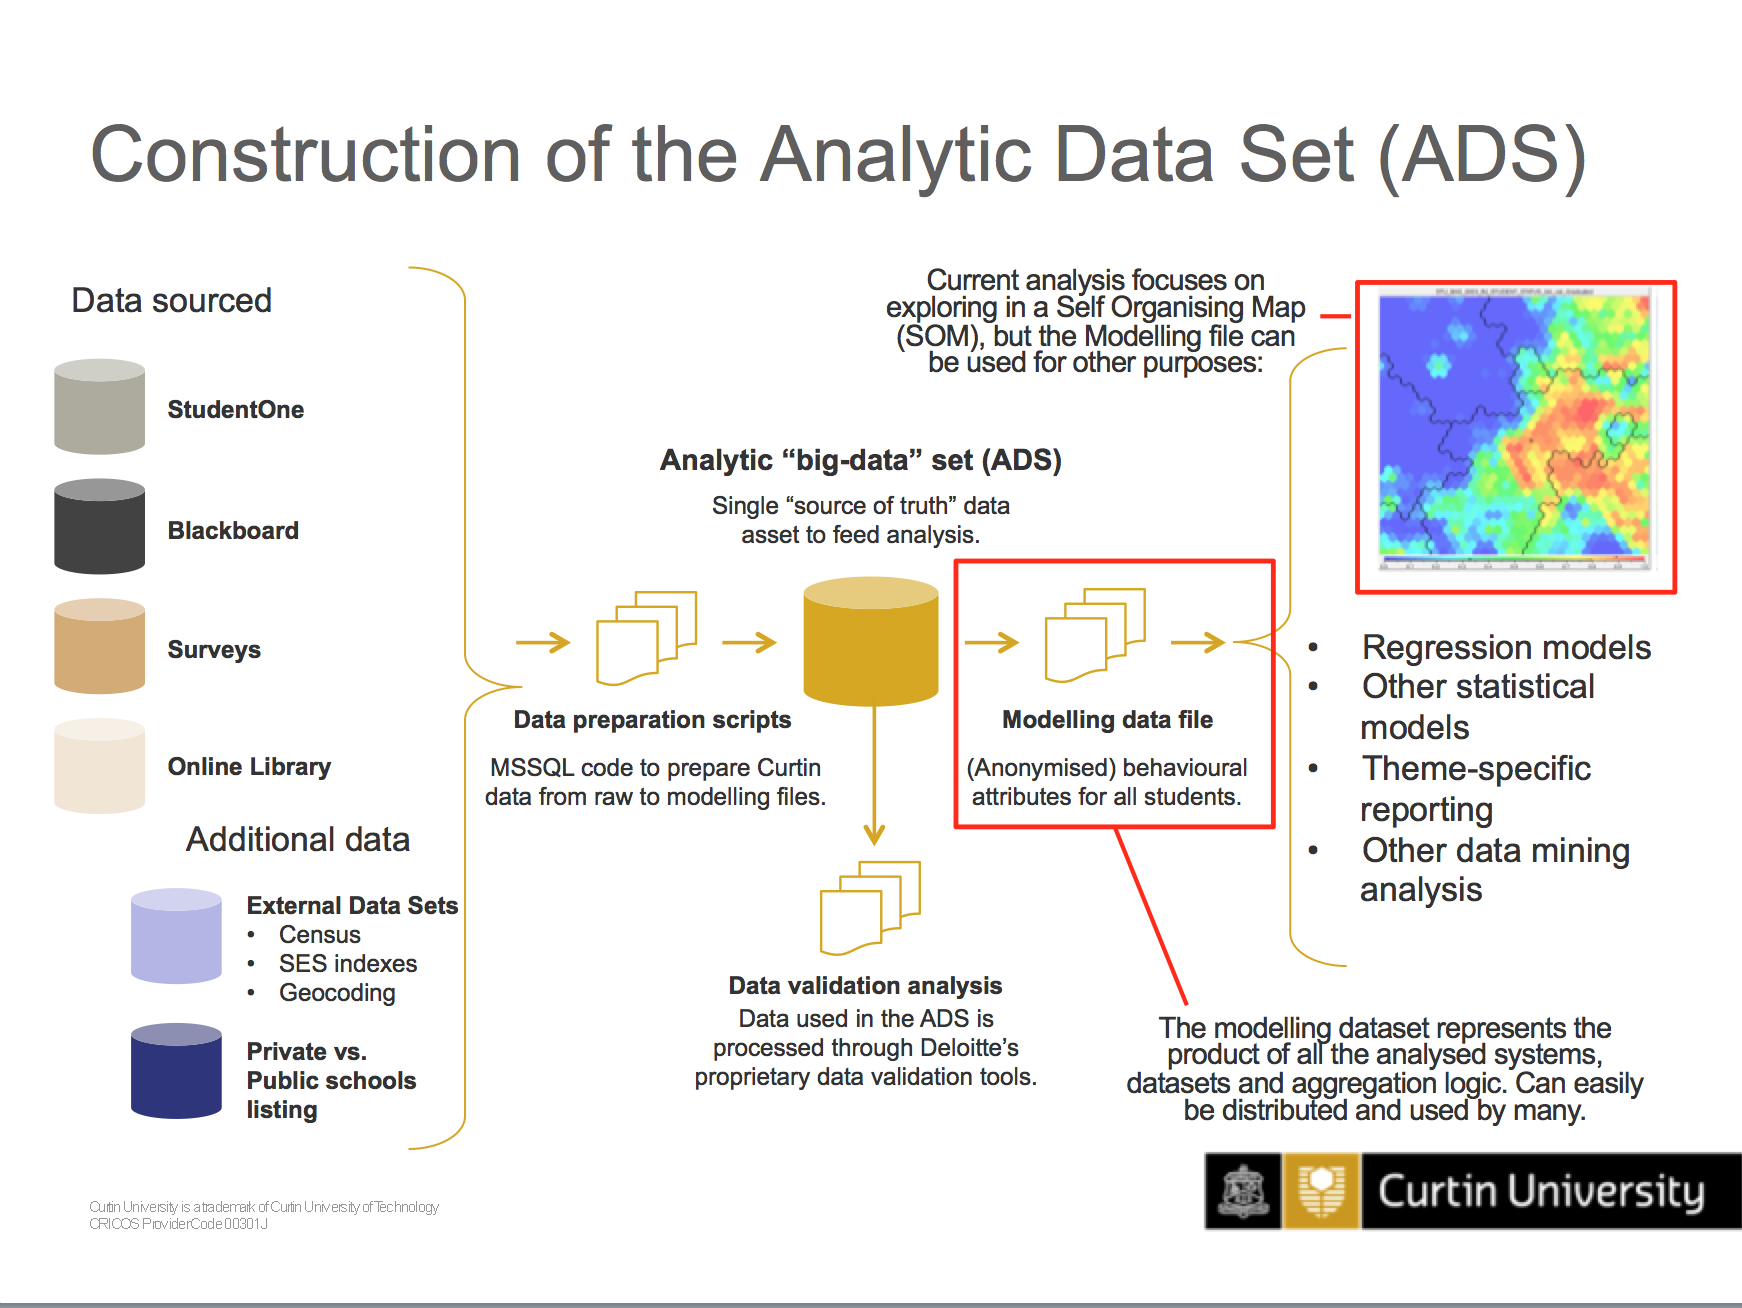 Construction of the Analytic Data Set (ADS)
Data sourced
StudentOne
Blackboard
Surveys
Online Library
Additional data
External Data Sets
• Census
• SES indexes
• Geocoding
Private vs.
Public schools
listing
Data preparation scripts
MSSQL code to prepare Curtin
data from raw to modelling files.
Analytic “big-data” set (ADS)
Single “source of truth” data
asset to feed analysis.
Data validation analysis
Data used in the ADS is
processed through Deloitte’s
proprietary data validation tools.
Modelling data file
(Anonymised) behavioural
attributes for all students.
Current analysis focuses on
exploring in a Self Organising Map
(SOM), but the Modelling file can
be used for other purposes:
• Regression models
• Other statistical
models
• Theme-specific
reporting
• Other data mining
analysis
The modelling dataset represents the
product of all the analysed systems,
datasets and aggregation logic. Can easily
be distributed and used by many.
Curtin University is a trademark of Curtin University of Technology
CRICOS Provider Code 00301J
Curtin University